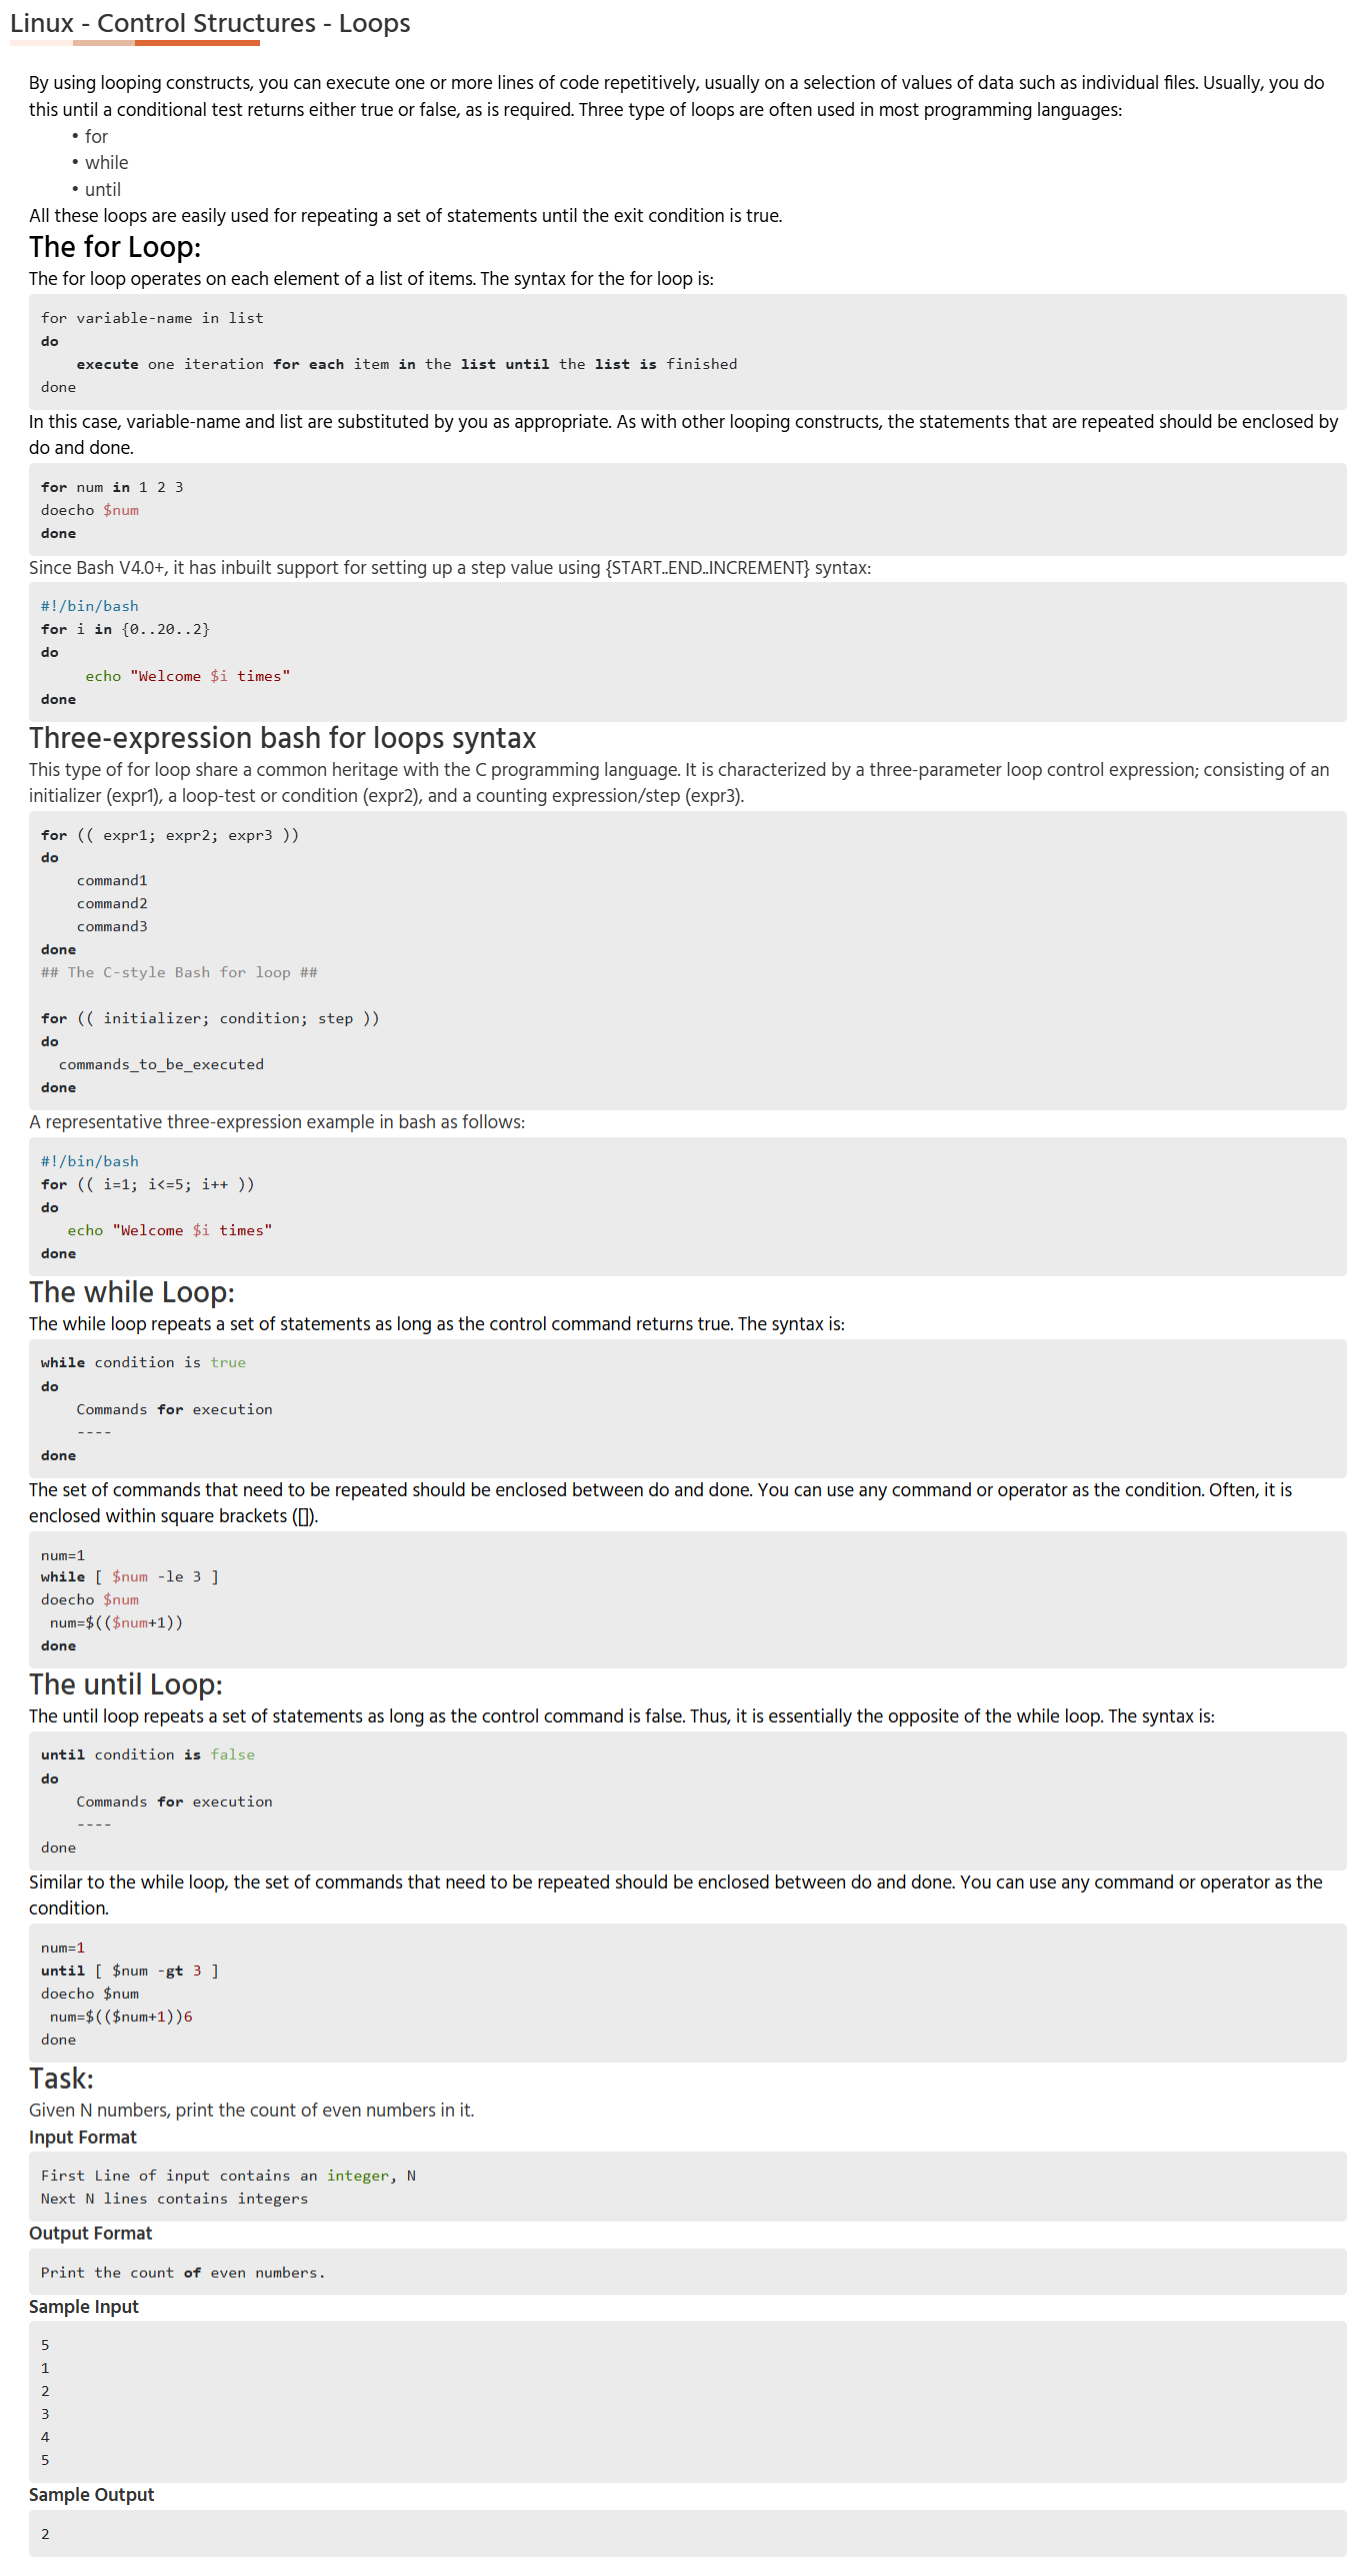 Linux - Control Structures - Loops
By using looping constructs, you can execute one or more lines of code repetitively, usually on a selection of values of data such as individual files. Usually, you do
this until a conditional test returns either true or false, as is required. Three type of loops are often used in most programming languages:
• for
• while
• until
All these loops are easily used for repeating a set of statements until the exit condition is true.
The for Loop:
The for loop operates on each element of a list of items. The syntax for the for loop is:
for variable-name in list
do
execute one iteration for each item in the list until the list is finished
done
In this case, variable-name and list are substituted by you as appropriate. As with other looping constructs, the statements that are repeated should be enclosed by
do and done.
for num in 1 2 3
doecho $num
done
Since Bash V4.0+, it has inbuilt support for setting up a step value using {START..END..INCREMENT} syntax:
#!/bin/bash
for i in {0..20..2}
do
echo "Welcome $i times"
done
Three-expression bash for loops syntax
This type of for loop share a common heritage with the C programming language. It is characterized by a three-parameter loop control expression; consisting of an
initializer (expr1), a loop-test or condition (expr2), and a counting expression/step (expr3).
for (( expr1; expr2; expr3 ))
do
command1
command2
command3
done
## The C-style Bash for loop ##
for (( initializer; condition; step ))
do
commands_to_be_executed
done
A representative three-expression example in bash as follows:
#!/bin/bash
for (( i=1; i<=5; i++ ))
do
echo "Welcome $i times"
done
The while Loop:
The while loop repeats a set of statements as long as the control command returns true. The syntax is:
while condition is true
do
Commands for execution
----
done
The set of commands that need to be repeated should be enclosed between do and done. You can use any command or operator as the condition. Often, it is
enclosed within square brackets ([]).
num=1
while [ $num -le 3 ]
doecho $num
num=$(($num+1))
done
The until Loop:
The until loop repeats a set of statements as long as the control command is false. Thus, it is essentially the opposite of the while loop. The syntax is:
until condition is false
do
Commands for execution
----
done
Similar to the while loop, the set of commands that need to be repeated should be enclosed between do and done. You can use any command or operator as the
condition.
num=1
until [ $num -gt 3 ]
doecho $num
num=$(($num+1))6
done
Task:
Given N numbers, print the count of even numbers in it.
Input Format
First Line of input contains an integer, N
Next N lines contains integers
Output Format
Print the count of even numbers.
Sample Input
5
1
2
3
4
5
Sample Output
2